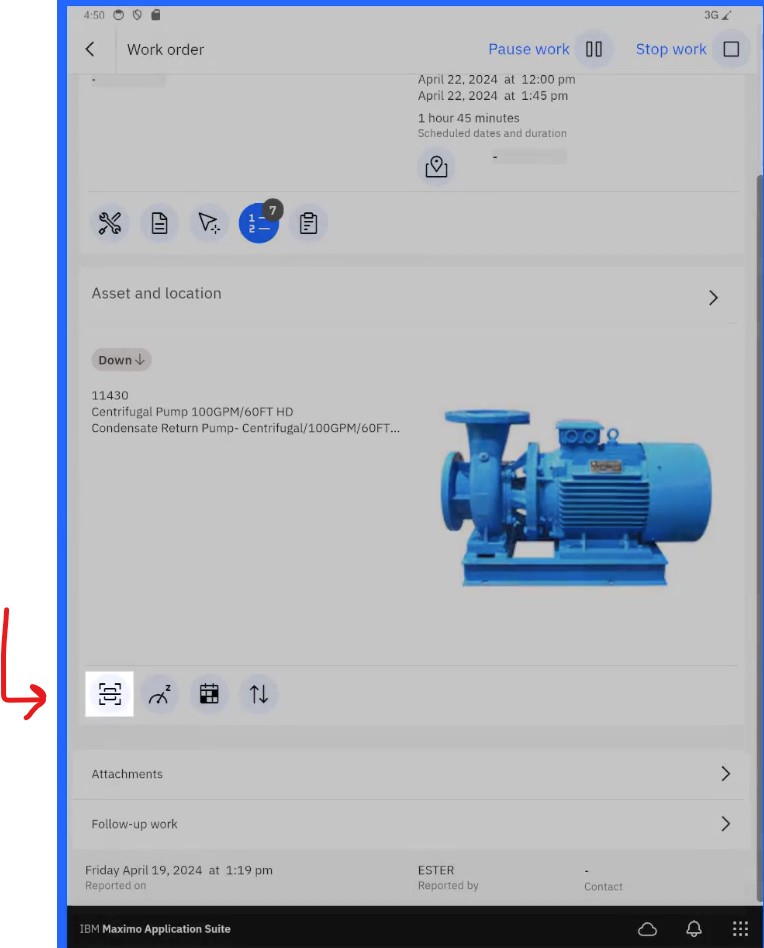 4:50
3G
Work order
Pause work
Stop work
-
April 22, 2024 at 12:00 pm
April 22, 2024 at 1:45 pm
1 hour 45 minutes
Scheduled dates and duration
-
1
2
7
Asset and location
Down
11430
Centrifugal Pump 100GPM/60FT HD
Condensate Return Pump- Centrifugal/100GPM/60FT...
z
Attachments
Follow-up work
Friday April 19, 2024 at 1:19 pm
Reported on
ESTER
Reported by
-
Contact
IBM Maximo Application Suite